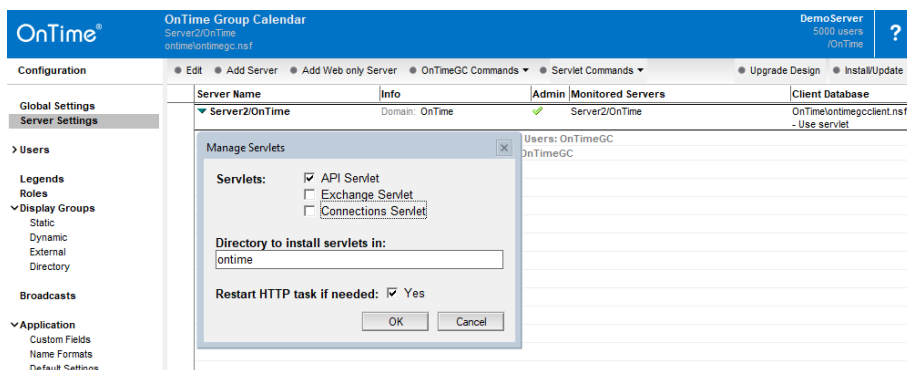 OnTime®
OnTime Group Calendar
Server2/OnTime
ontime\ontimegc.nsf
DemoServer
5000 users
/OnTime
?
Configuration
Edit Add Server Add Web only Server OnTimeGC Commands Servlet Commands Upgrade Design Install/Update
Server Name Info Admin Monitored Servers Client Database
Server2/OnTime Domain: OnTime Server2/OnTime OnTime\ontimegcclient.nsf
- Use servlet
Users: OnTimeGC
OnTimeGC
Global Settings
Server Settings
Users
Legends
Roles
Display Groups
Static
Dynamic
External
Directory
Broadcasts
Application
Custom Fields
Name Formats
Default Settings
Manage Servlets
Servlets: API Servlet
Exchange Servlet
Connections Servlet
Directory to install servlets in:
ontime
Restart HTTP task if needed: Yes
OK Cancel